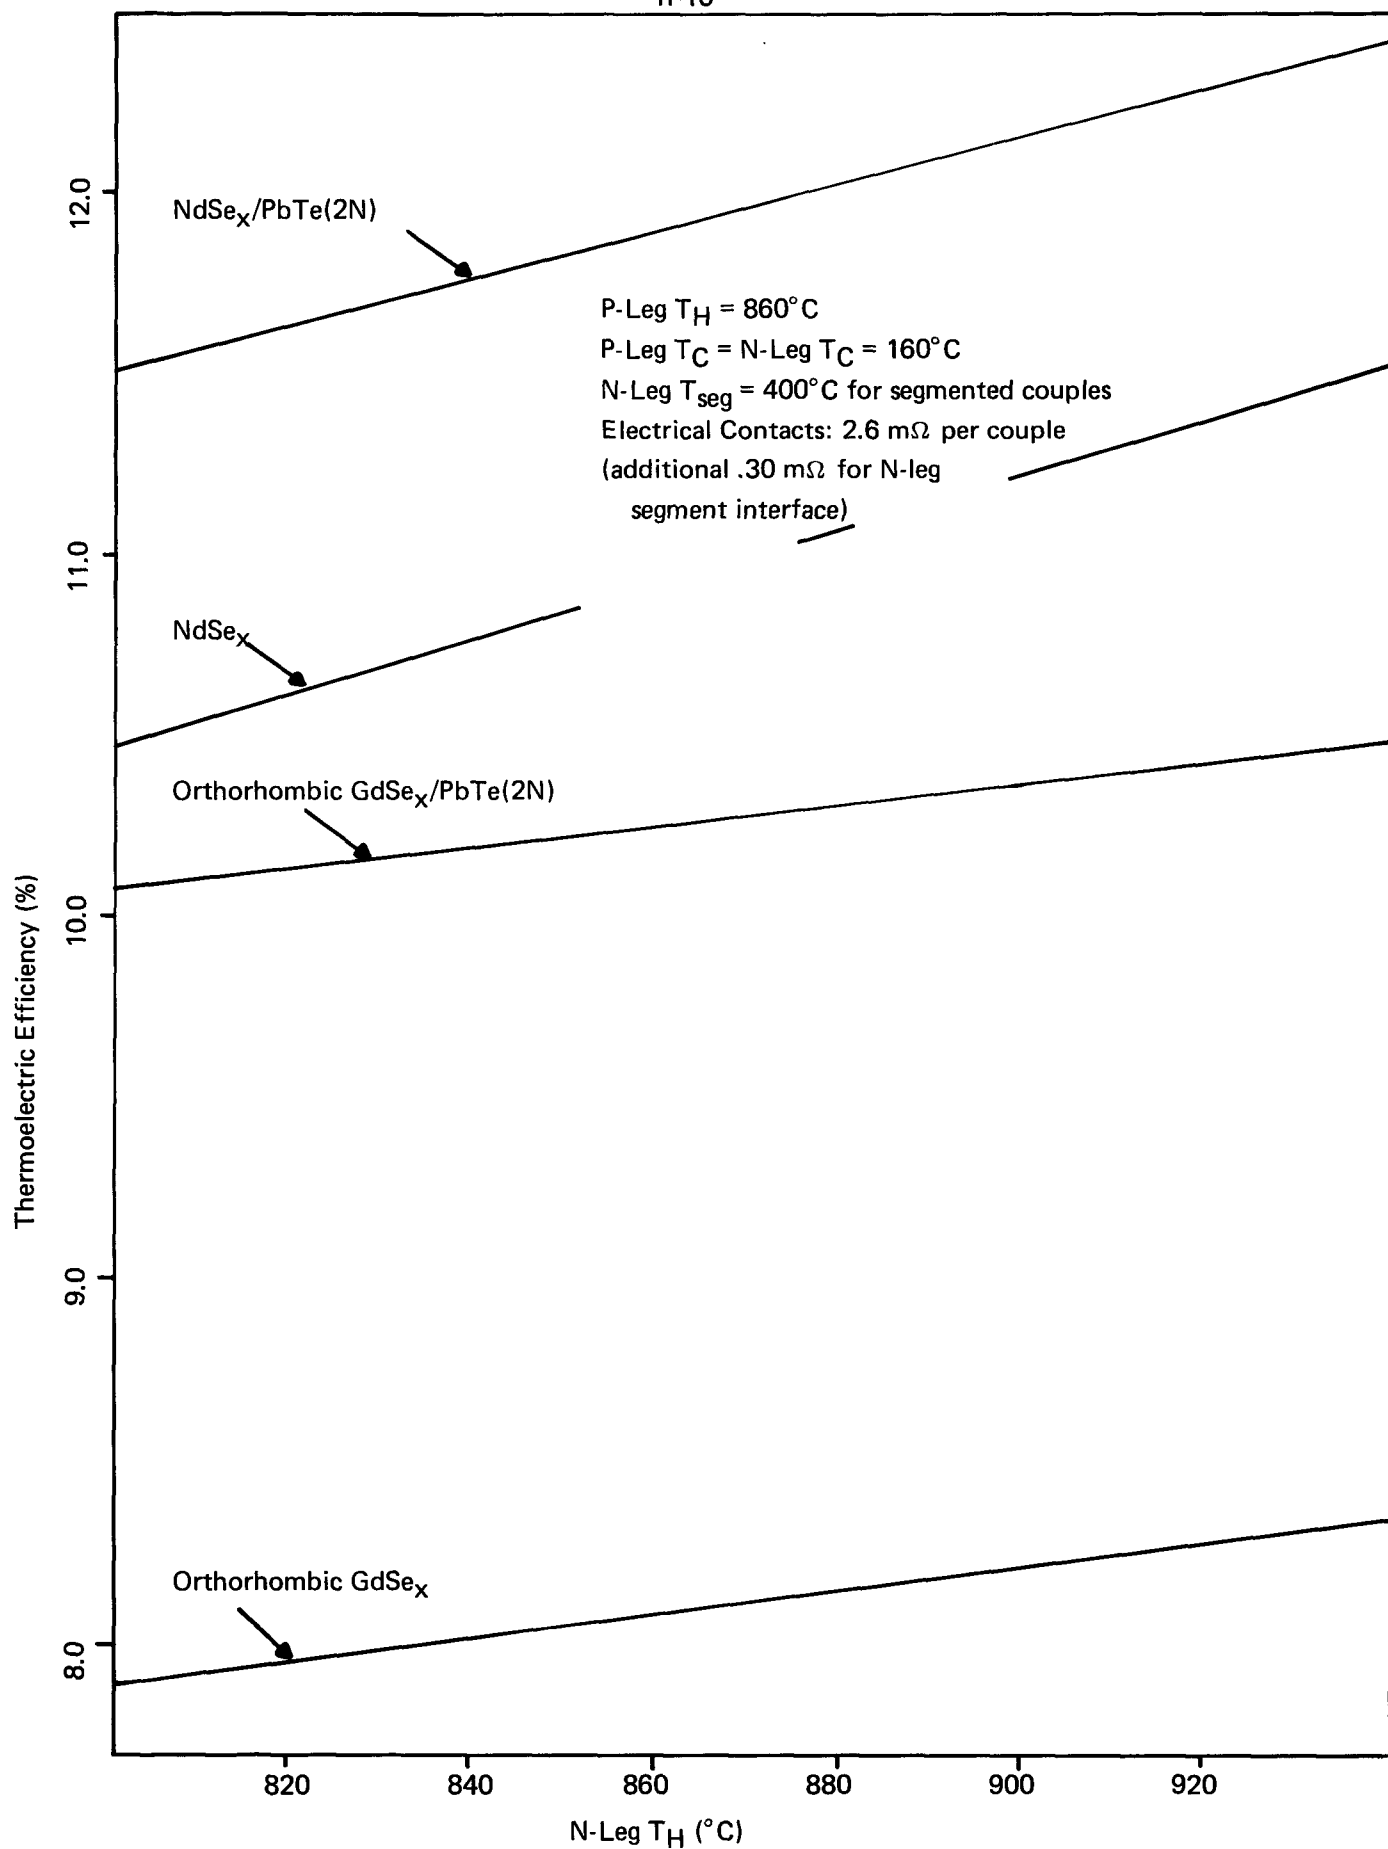 12.0
NdSex/PbTe(2N)
P-Leg TH = 860°C
P-Leg TC = N-Leg TC = 160°C
N-Leg Tseg = 400°C for segmented couples
Electrical Contacts: 2.6 mΩ per couple
(additional .30 mΩ for N-leg
segment interface)
11.0
NdSex
Orthorhombic GdSex/PbTe(2N)
10.0
Thermoelectric Efficiency (%)
9.0
Orthorhombic GdSex
8.0
820 840 860 880 900 920
N-Leg TH (°C)